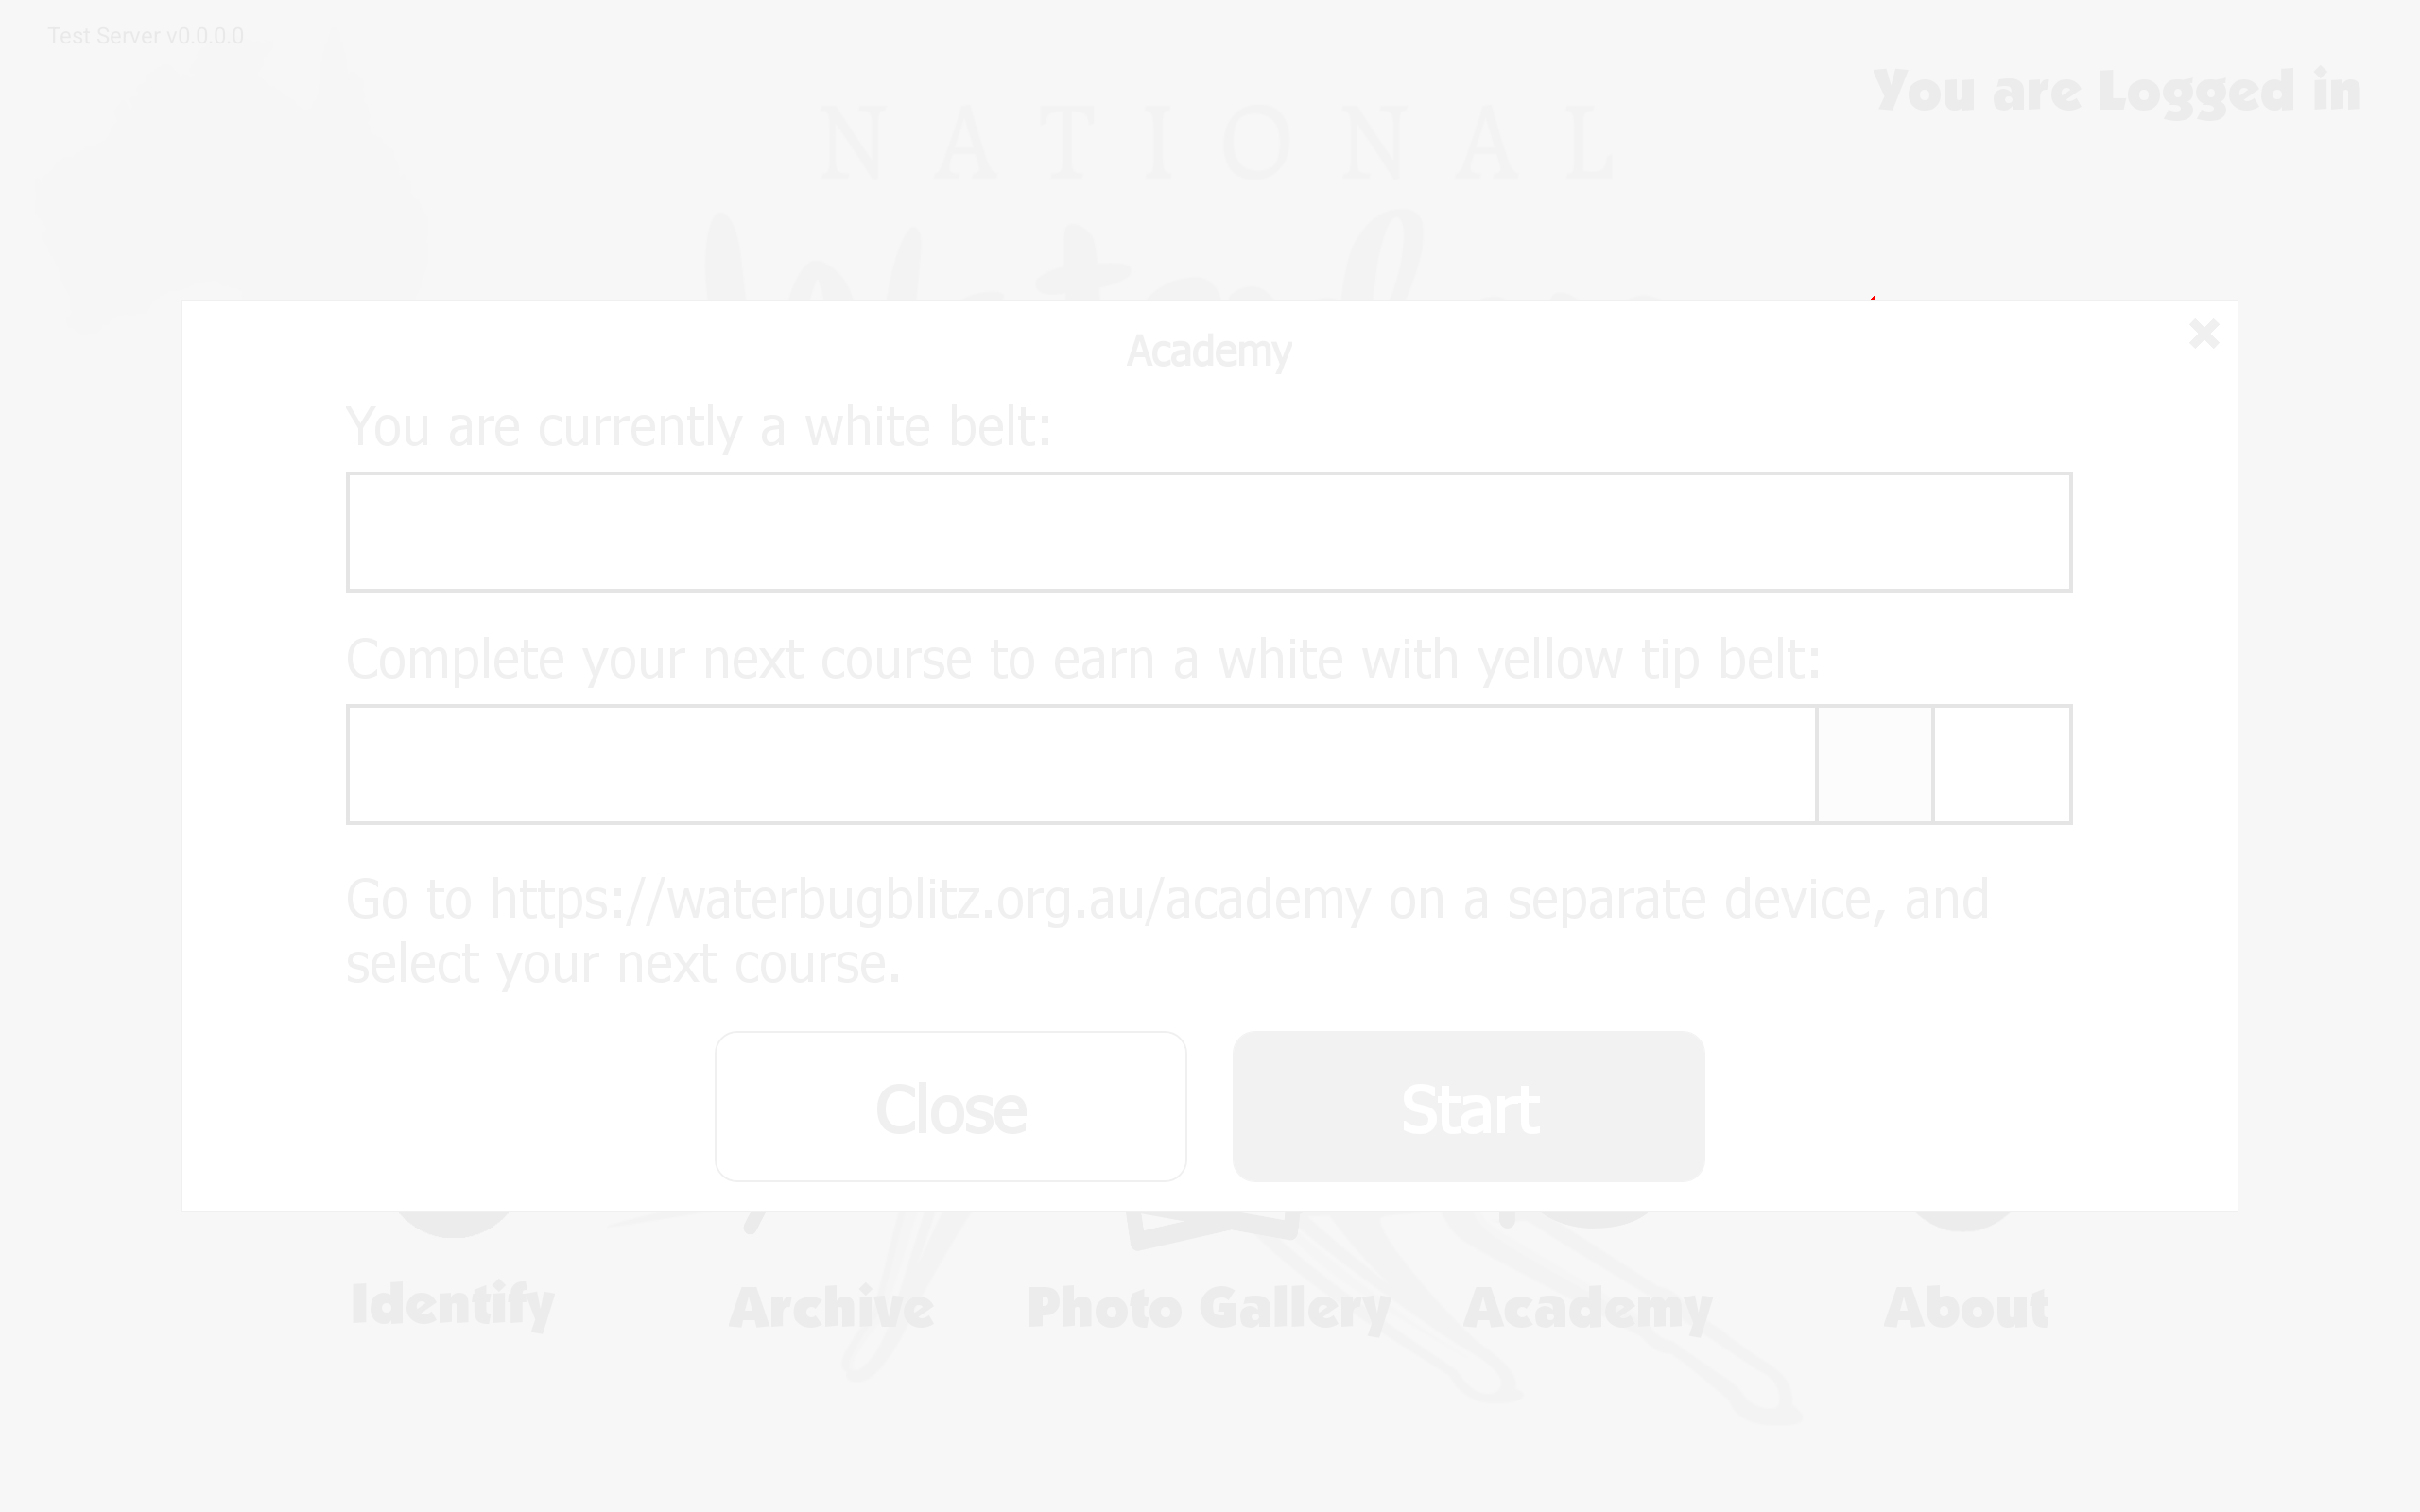 Test Server v0.0.0.0
You are Logged in
NATIONAL
Academy
You are currently a white belt:
Complete your next course to earn a white with yellow tip belt:
Go to https://waterbugblitz.org.au/academy on a separate device, and
select your next course.
Close
Start
Identify
Archive
Photo Gallery
Academy
About